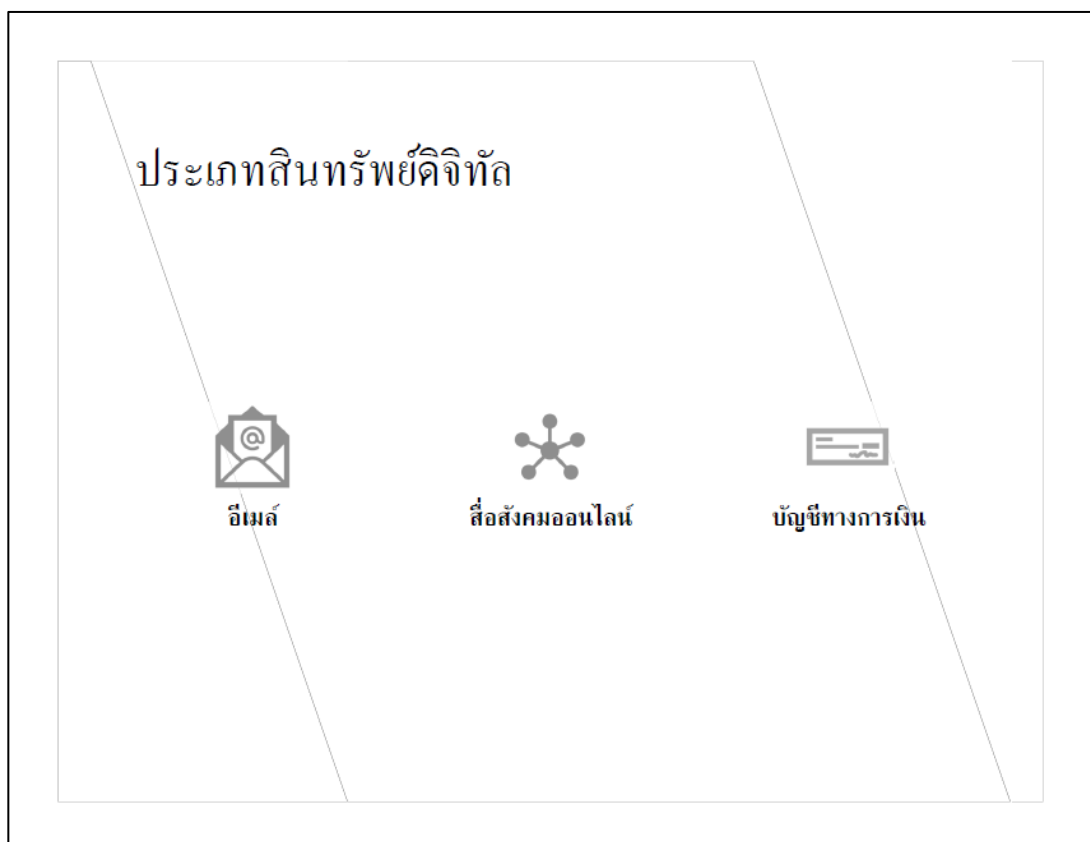 ประเภทสินทรัพย์ดิจิทัล
@
อีเมล์
สื่อสังคมออนไลน์
บัญชีทางการเงิน